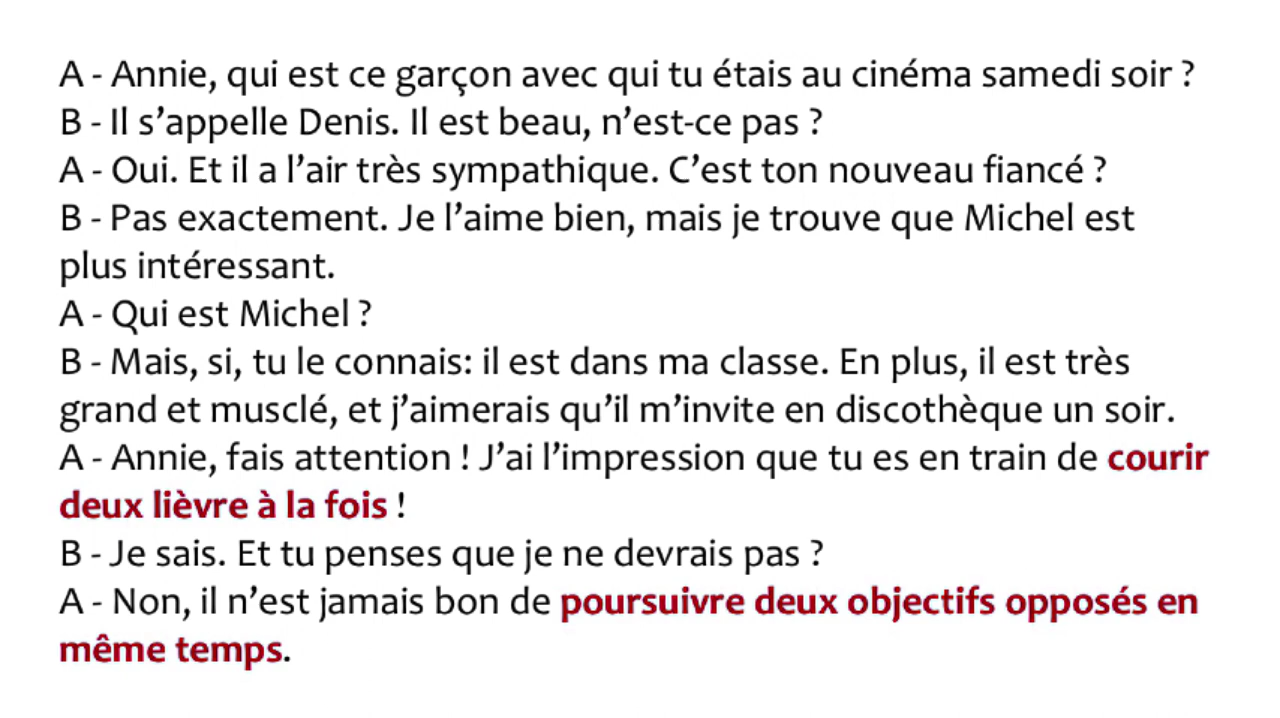 A - Annie, qui est ce garçon avec qui tu étais au cinéma samedi soir ?
B - Il s’appelle Denis. Il est beau, n’est-ce pas ?
A - Oui. Et il a l’air très sympathique. C’est ton nouveau fiancé ?
B - Pas exactement. Je l’aime bien, mais je trouve que Michel est
plus intéressant.
A - Qui est Michel ?
B - Mais, si, tu le connais: il est dans ma classe. En plus, il est très
grand et musclé, et j’aimerais qu’il m’invite en discothèque un soir.
A - Annie, fais attention ! J’ai l’impression que tu es en train de courir
deux lièvre à la fois !
B - Je sais. Et tu penses que je ne devrais pas ?
A - Non, il n’est jamais bon de poursuivre deux objectifs opposés en
même temps.